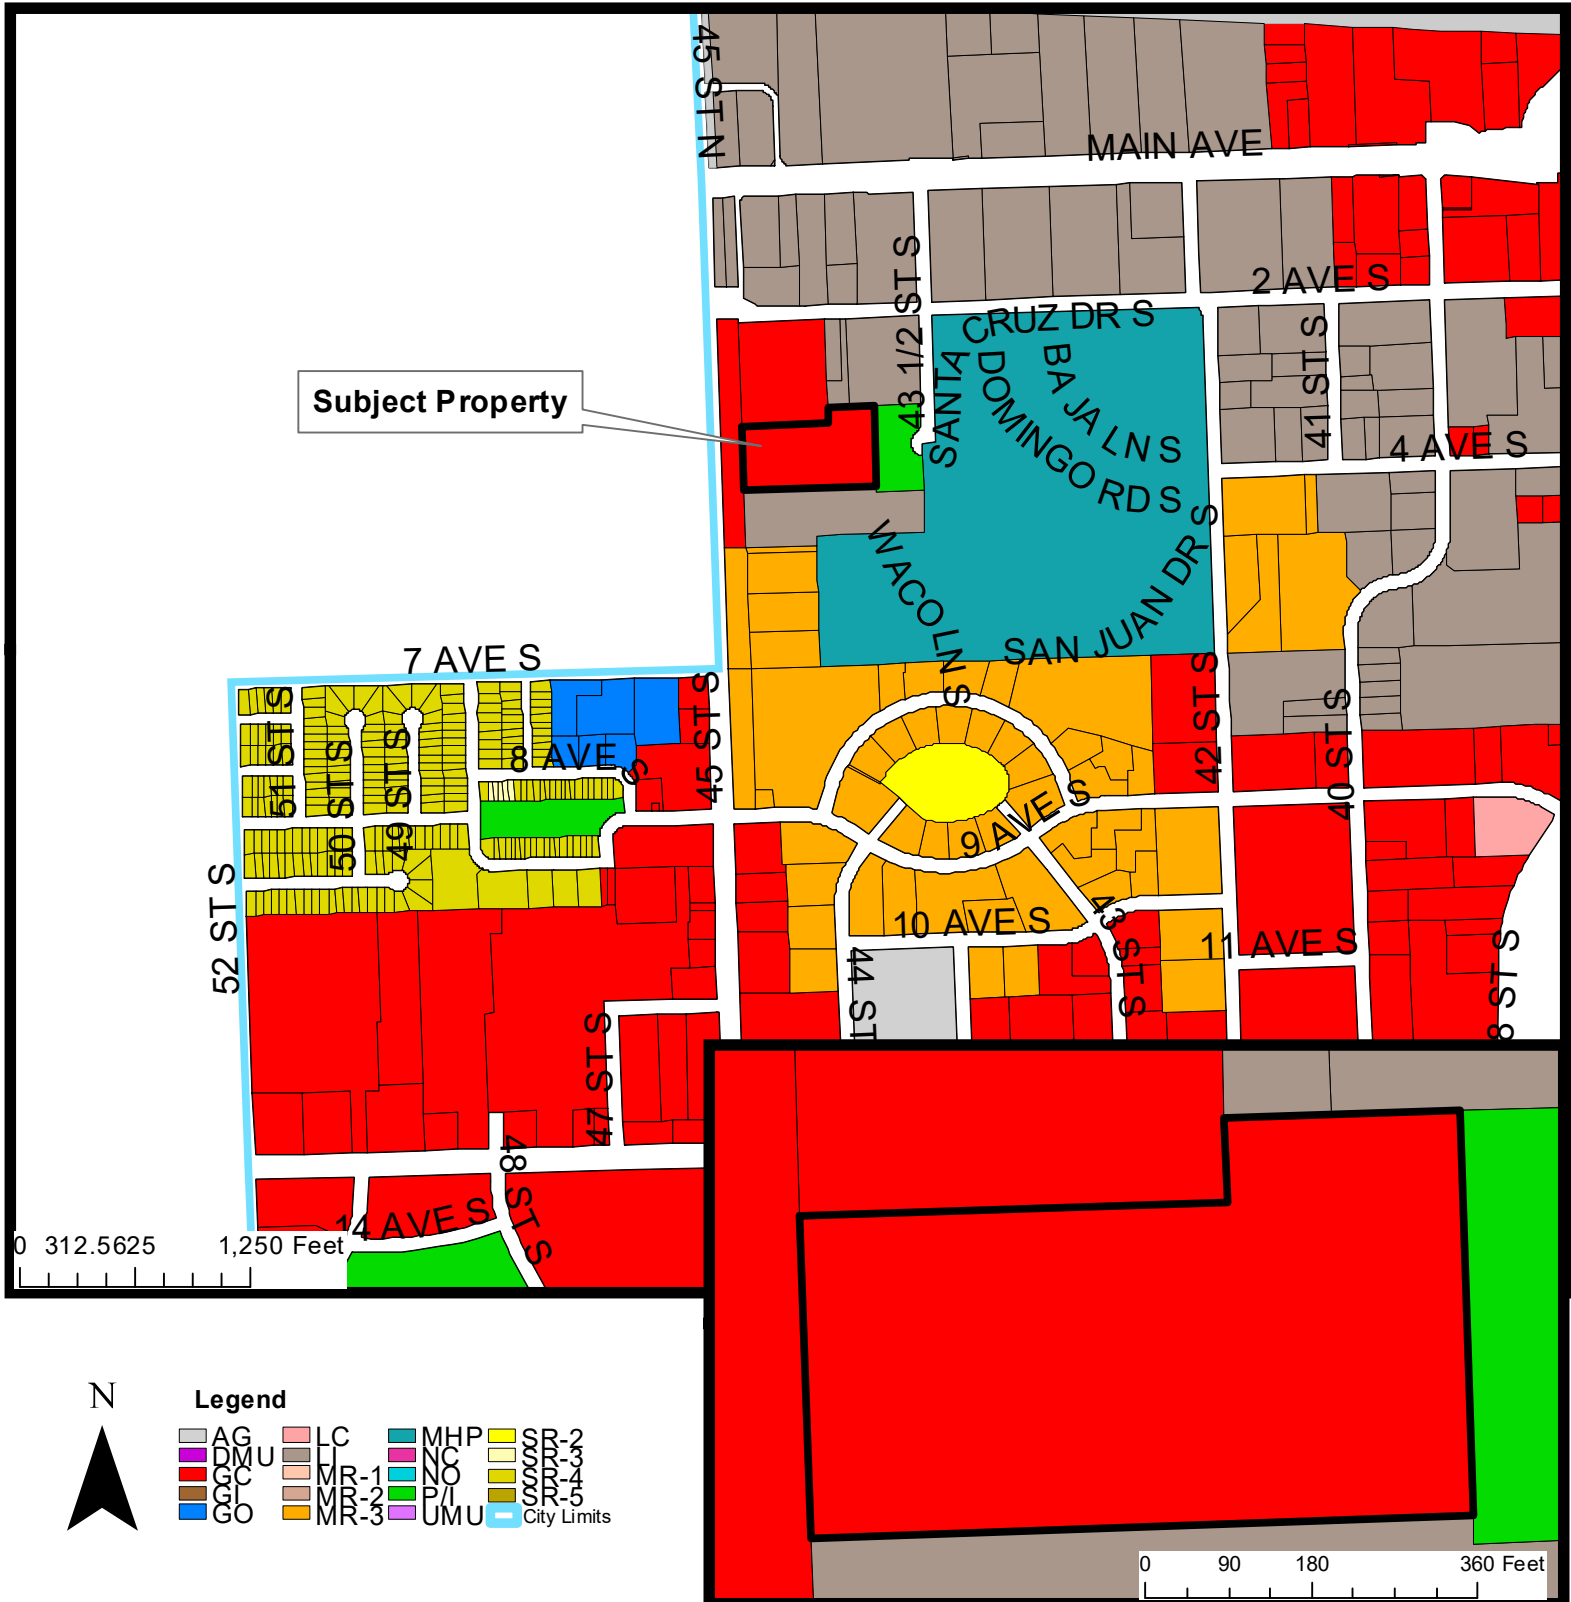 45 ST N
MAIN AVE
2 AVE S
43 1/2 ST S
SANTA CRUZ DR S
BAJA LN S
DOMINGO RD S
41 ST S
4 AVE S
Subject Property
WACO LN S
SAN JUAN DR S
7 AVE S
51 ST S
50 ST S
49 ST S
8 AVE S
45 ST S
42 ST S
40 ST S
9 AVE S
52 ST S
10 AVE S
43 ST S
11 AVE S
44 ST
8 ST S
47 ST S
48 ST S
14 AVE S
0 312.5625 1,250 Feet
0 90 180 360 Feet
N
Legend
AG
DMU
GC
GI
GO
LC
LI
MR-1
MR-2
MR-3
MHP
NC
NO
P/I
UMU
SR-2
SR-3
SR-4
SR-5
City Limits